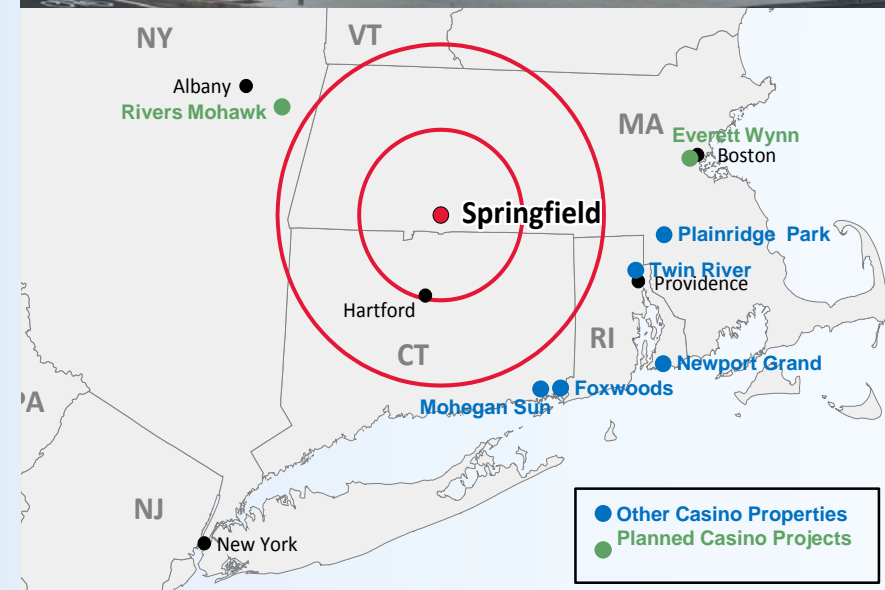 NY
VT
Albany
Rivers Mohawk
MA
Everett Wynn
Boston
Springfield
Plainridge Park
Twin River
Providence
Hartford
RI
CT
Newport Grand
Foxwoods
Mohegan Sun
PA
NJ
New York
Other Casino Properties
Planned Casino Projects